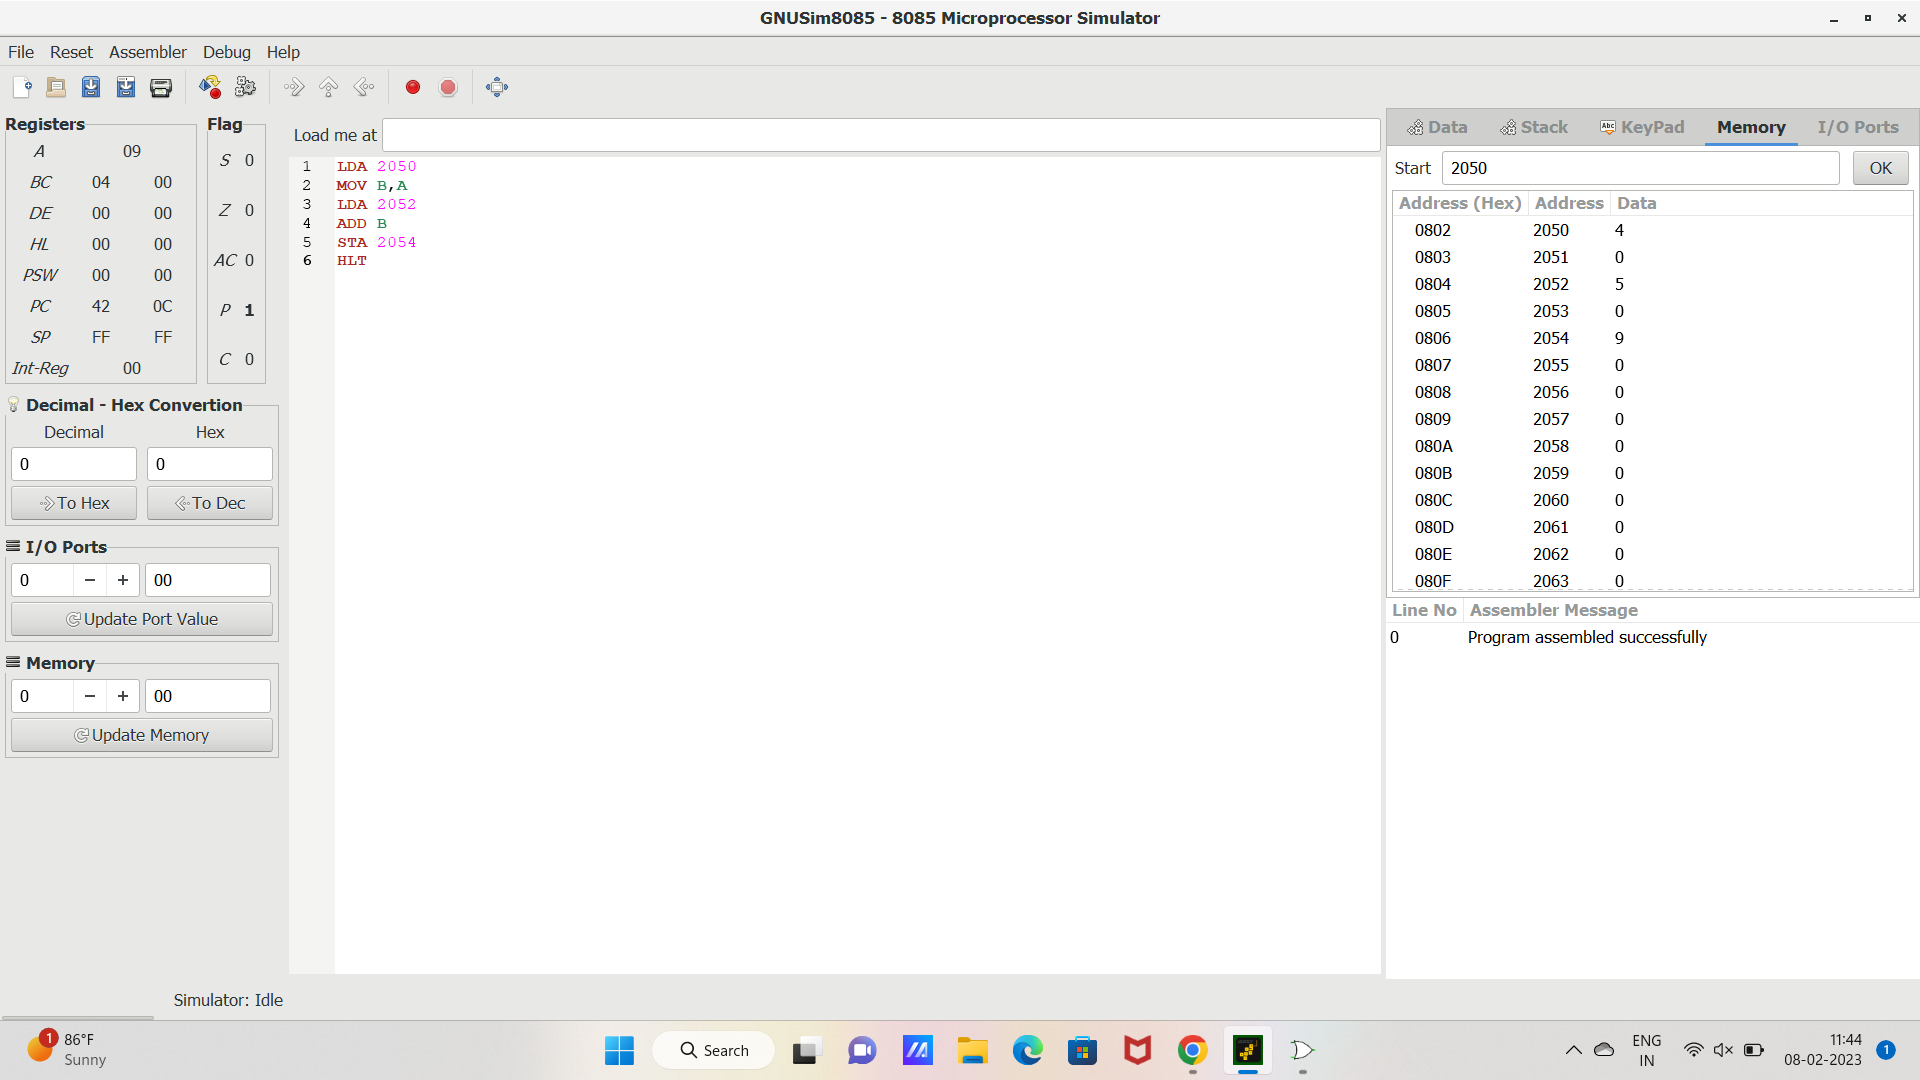 GNUSim8085 - 8085 Microprocessor Simulator
File Reset Assembler Debug Help
Registers
A 09
BC 04 00
DE 00 00
HL 00 00
PSW 00 00
PC 42 0C
SP FF FF
Int-Reg 00
Flag
S 0
Z 0
AC 0
P 1
C 0
Decimal - Hex Convertion
Decimal Hex
0 0
To Hex To Dec
I/O Ports
0 − + 00
Update Port Value
Memory
0 − + 00
Update Memory
Load me at
1 LDA 2050
2 MOV B,A
3 LDA 2052
4 ADD B
5 STA 2054
6 HLT
Data Stack Abc KeyPad Memory I/O Ports
Start 2050 OK
Address (Hex) Address Data
0802 2050 4
0803 2051 0
0804 2052 5
0805 2053 0
0806 2054 9
0807 2055 0
0808 2056 0
0809 2057 0
080A 2058 0
080B 2059 0
080C 2060 0
080D 2061 0
080E 2062 0
080F 2063 0
Line No Assembler Message
0 Program assembled successfully
Simulator: Idle
1 86°F
Sunny
Search
ENG
IN
11:44
08-02-2023
1